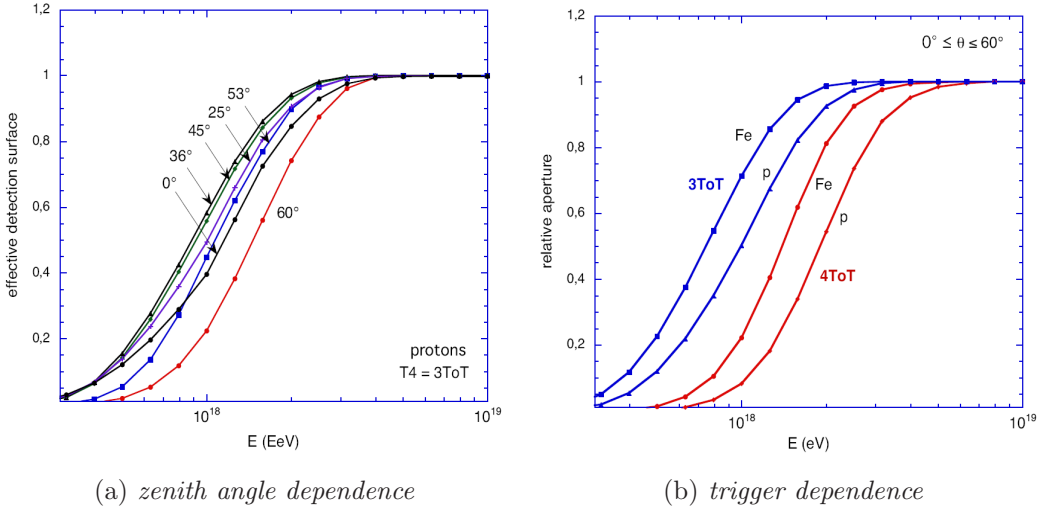 1,2
1
0,8
0,6
0,4
0,2
effective detection surface
53°
25°
45°
36°
0°
60°
protons
T4 = 3ToT
10^18
10^19
E (EeV)
(a) zenith angle dependence
1,2
1
0,8
0,6
0,4
0,2
relative aperture
0° ≤ θ ≤ 60°
Fe
3ToT
p
Fe
p
4ToT
10^18
10^19
E (eV)
(b) trigger dependence